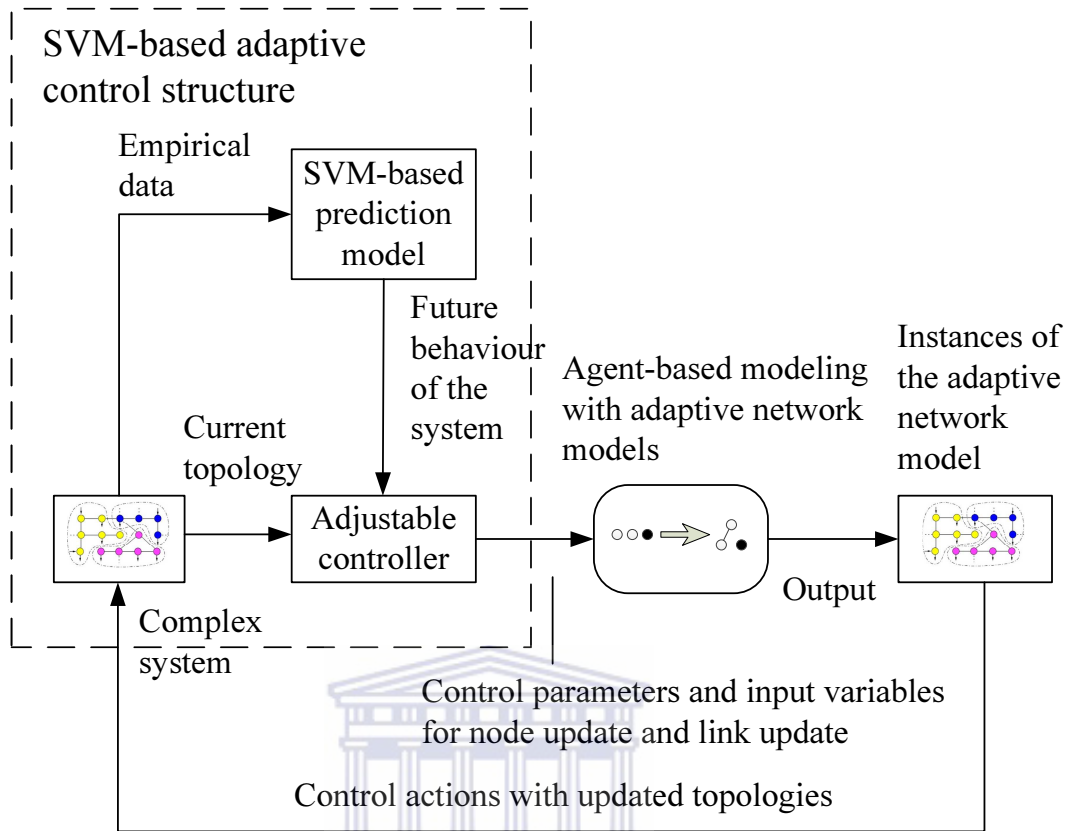 SVM-based adaptive
control structure
Empirical
data
SVM-based
prediction
model
Future
behaviour
of the
system
Current
topology
Adjustable
controller
Complex
system
Agent-based modeling
with adaptive network
models
Instances of
the adaptive
network
model
Output
Control parameters and input variables
for node update and link update
Control actions with updated topologies